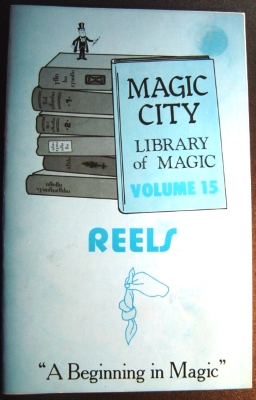 MAGIC
CITY
LIBRARY
of MAGIC
VOLUME 15
REELS
"A Beginning in Magic"